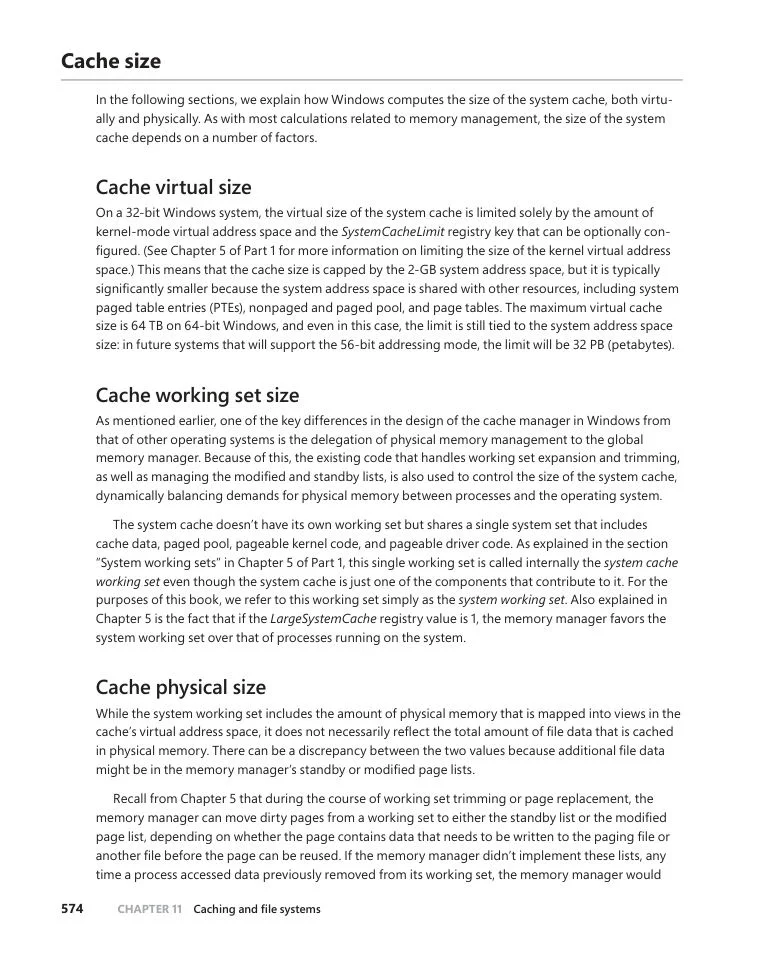 Cache size
In the following sections, we explain how Windows computes the size of the system cache, both virtu-
ally and physically. As with most calculations related to memory management, the size of the system
cache depends on a number of factors.
Cache virtual size
On a 32-bit Windows system, the virtual size of the system cache is limited solely by the amount of
kernel-mode virtual address space and the SystemCacheLimit registry key that can be optionally con-
figured. (See Chapter 5 of Part 1 for more information on limiting the size of the kernel virtual address
space.) This means that the cache size is capped by the 2-GB system address space, but it is typically
significantly smaller because the system address space is shared with other resources, including system
paged table entries (PTEs), nonpaged and paged pool, and page tables. The maximum virtual cache
size is 64 TB on 64-bit Windows, and even in this case, the limit is still tied to the system address space
size: in future systems that will support the 56-bit addressing mode, the limit will be 32 PB (petabytes).
Cache working set size
As mentioned earlier, one of the key differences in the design of the cache manager in Windows from
that of other operating systems is the delegation of physical memory management to the global
memory manager. Because of this, the existing code that handles working set expansion and trimming,
as well as managing the modified and standby lists, is also used to control the size of the system cache,
dynamically balancing demands for physical memory between processes and the operating system.
The system cache doesn't have its own working set but shares a single system set that includes
cache data, paged pool, pageable kernel code, and pageable driver code. As explained in the section
"System working sets" in Chapter 5 of Part 1, this single working set is called internally the system cache
working set even though the system cache is just one of the components that contribute to it. For the
purposes of this book, we refer to this working set simply as the system working set. Also explained in
Chapter 5 is the fact that if the LargeSystemCache registry value is 1, the memory manager favors the
system working set over that of processes running on the system.
Cache physical size
While the system working set includes the amount of physical memory that is mapped into views in the
cache's virtual address space, it does not necessarily reflect the total amount of file data that is cached
in physical memory. There can be a discrepancy between the two values because additional file data
might be in the memory manager's standby or modified page lists.
Recall from Chapter 5 that during the course of working set trimming or page replacement, the
memory manager can move dirty pages from a working set to either the standby list or the modified
page list, depending on whether the page contains data that needs to be written to the paging file or
another file before the page can be reused. If the memory manager didn't implement these lists, any
time a process accessed data previously removed from its working set, the memory manager would
574 CHAPTER 11 Caching and file systems